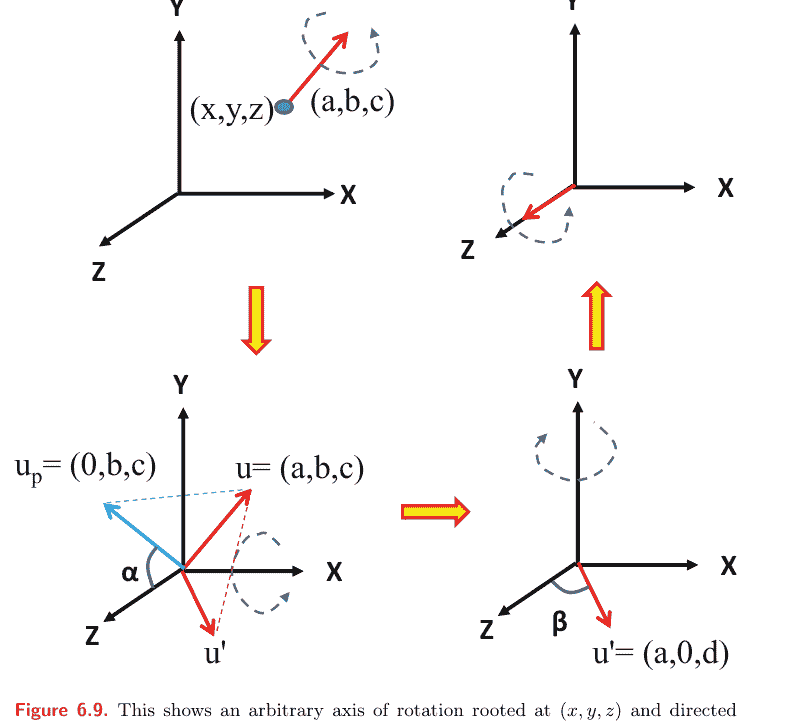 Y
(x,y,z)
(a,b,c)
X
Z
Y
X
Z
Y
uₚ= (0,b,c)
u= (a,b,c)
α
X
Z
u'
Y
X
Z
β
u'= (a,0,d)
Figure 6.9. This shows an arbitrary axis of rotation rooted at (x, y, z) and directed